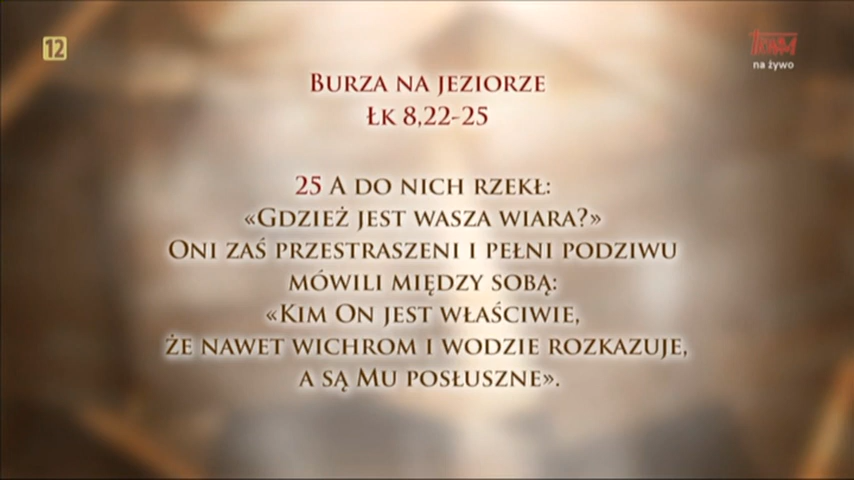 12
TRWAM
na żywo
BURZA NA JEZIORZE
ŁK 8,22-25
25 A DO NICH RZEKŁ:
«GDZIEŻ JEST WASZA WIARA?»
ONI ZAŚ PRZESTRASZENI I PEŁNI PODZIWU
MÓWILI MIĘDZY SOBĄ:
«KIM ON JEST WŁAŚCIWIE,
ŻE NAWET WICHROM I WODZIE ROZKAZUJE,
A SĄ MU POSŁUSZNE».